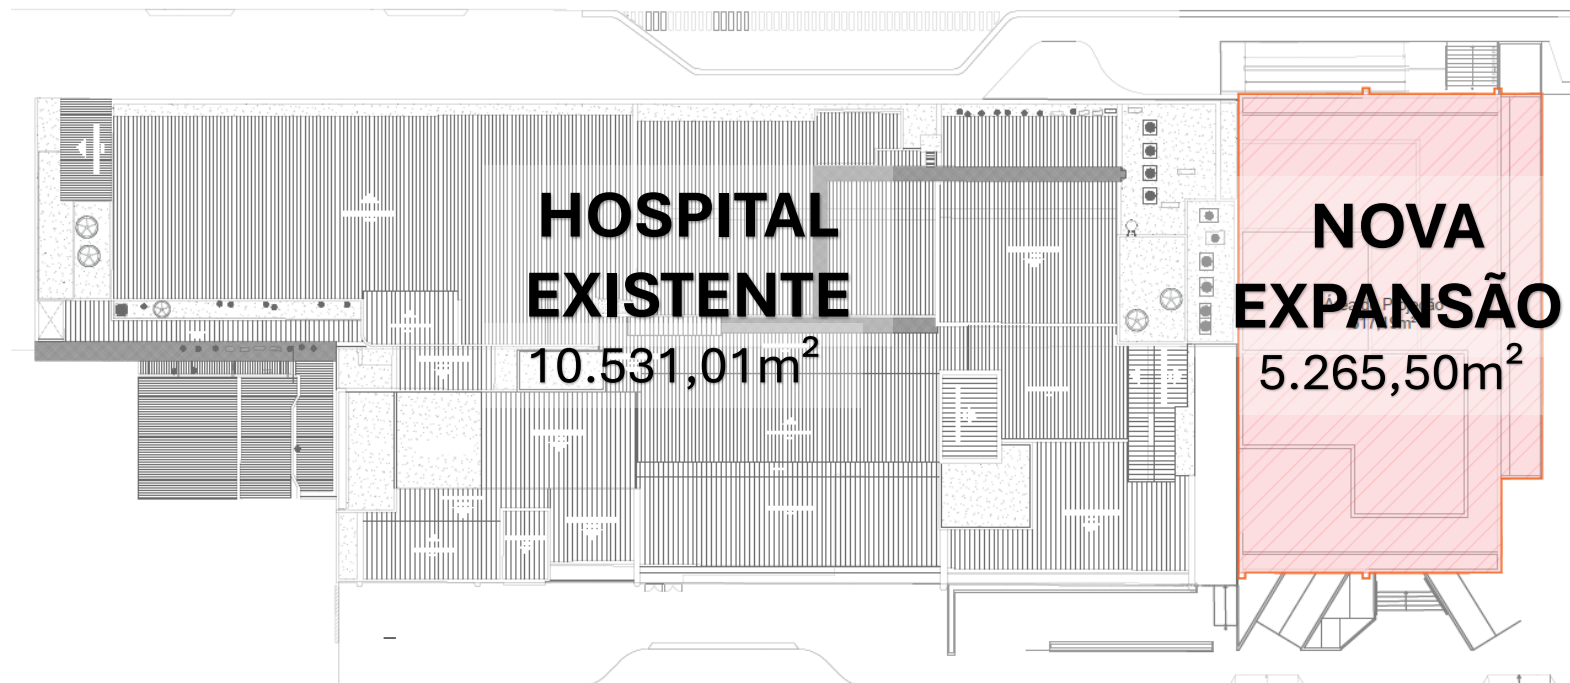 HOSPITAL
EXISTENTE
10.531,01m²
NOVA
EXPANSÃO
5.265,50m²